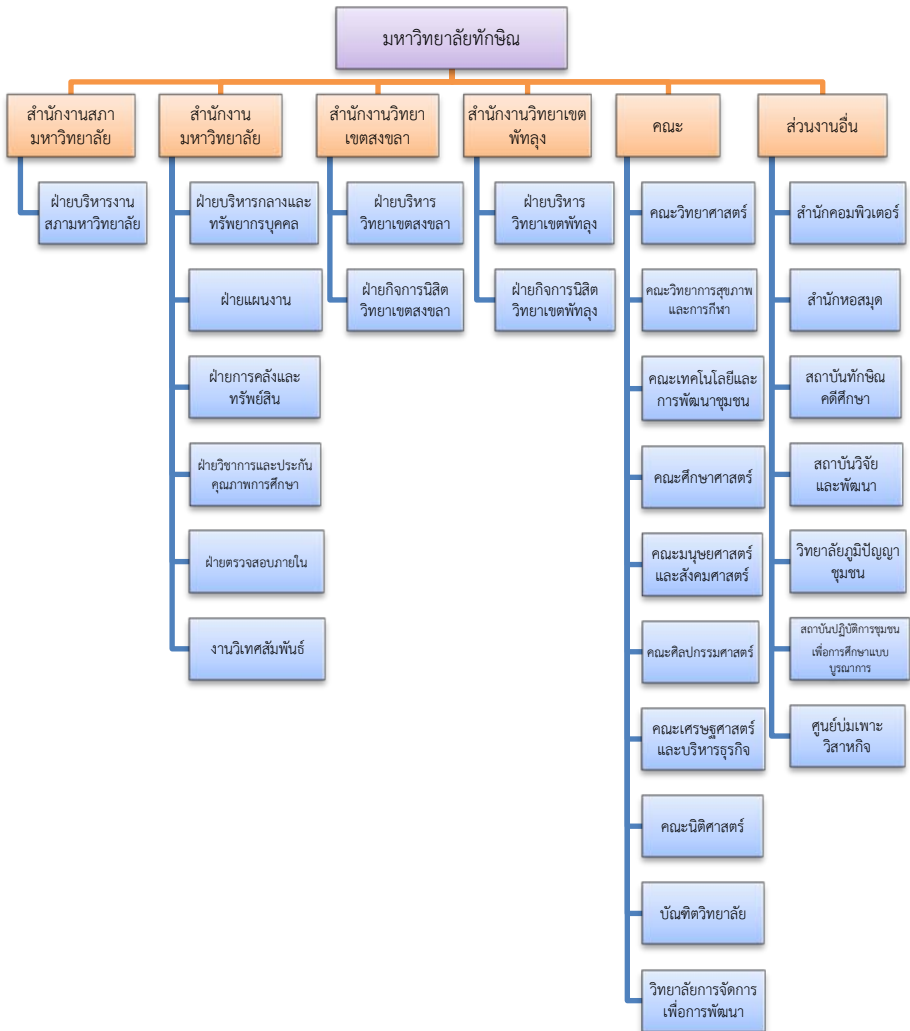 มหาวิทยาลัยทักษิณ
สำนักงานสภา
มหาวิทยาลัย
ฝ่ายบริหารงาน
สภามหาวิทยาลัย
สำนักงาน
มหาวิทยาลัย
ฝ่ายบริหารกลางและ
ทรัพยากรบุคคล
ฝ่ายแผนงาน
ฝ่ายการคลังและ
ทรัพย์สิน
ฝ่ายวิชาการและประกัน
คุณภาพการศึกษา
ฝ่ายตรวจสอบภายใน
งานวิเทศสัมพันธ์
สำนักงานวิทยา
เขตสงขลา
ฝ่ายบริหาร
วิทยาเขตสงขลา
ฝ่ายกิจการนิสิต
วิทยาเขตสงขลา
สำนักงานวิทยาเขต
พัทลุง
ฝ่ายบริหาร
วิทยาเขตพัทลุง
ฝ่ายกิจการนิสิต
วิทยาเขตพัทลุง
คณะ
คณะวิทยาศาสตร์
คณะวิทยาการสุขภาพ
และการกีฬา
คณะเทคโนโลยีและ
การพัฒนาชุมชน
คณะศึกษาศาสตร์
คณะมนุษยศาสตร์
และสังคมศาสตร์
คณะศิลปกรรมศาสตร์
คณะเศรษฐศาสตร์
และบริหารธุรกิจ
คณะนิติศาสตร์
บัณฑิตวิทยาลัย
วิทยาลัยการจัดการ
เพื่อการพัฒนา
ส่วนงานอื่น
สำนักคอมพิวเตอร์
สำนักหอสมุด
สถาบันทักษิณ
คดีศึกษา
สถาบันวิจัย
และพัฒนา
วิทยาลัยภูมิปัญญา
ชุมชน
สถาบันปฏิบัติการชุมชน
เพื่อการศึกษาแบบ
บูรณาการ
ศูนย์บ่มเพาะ
วิสาหกิจ